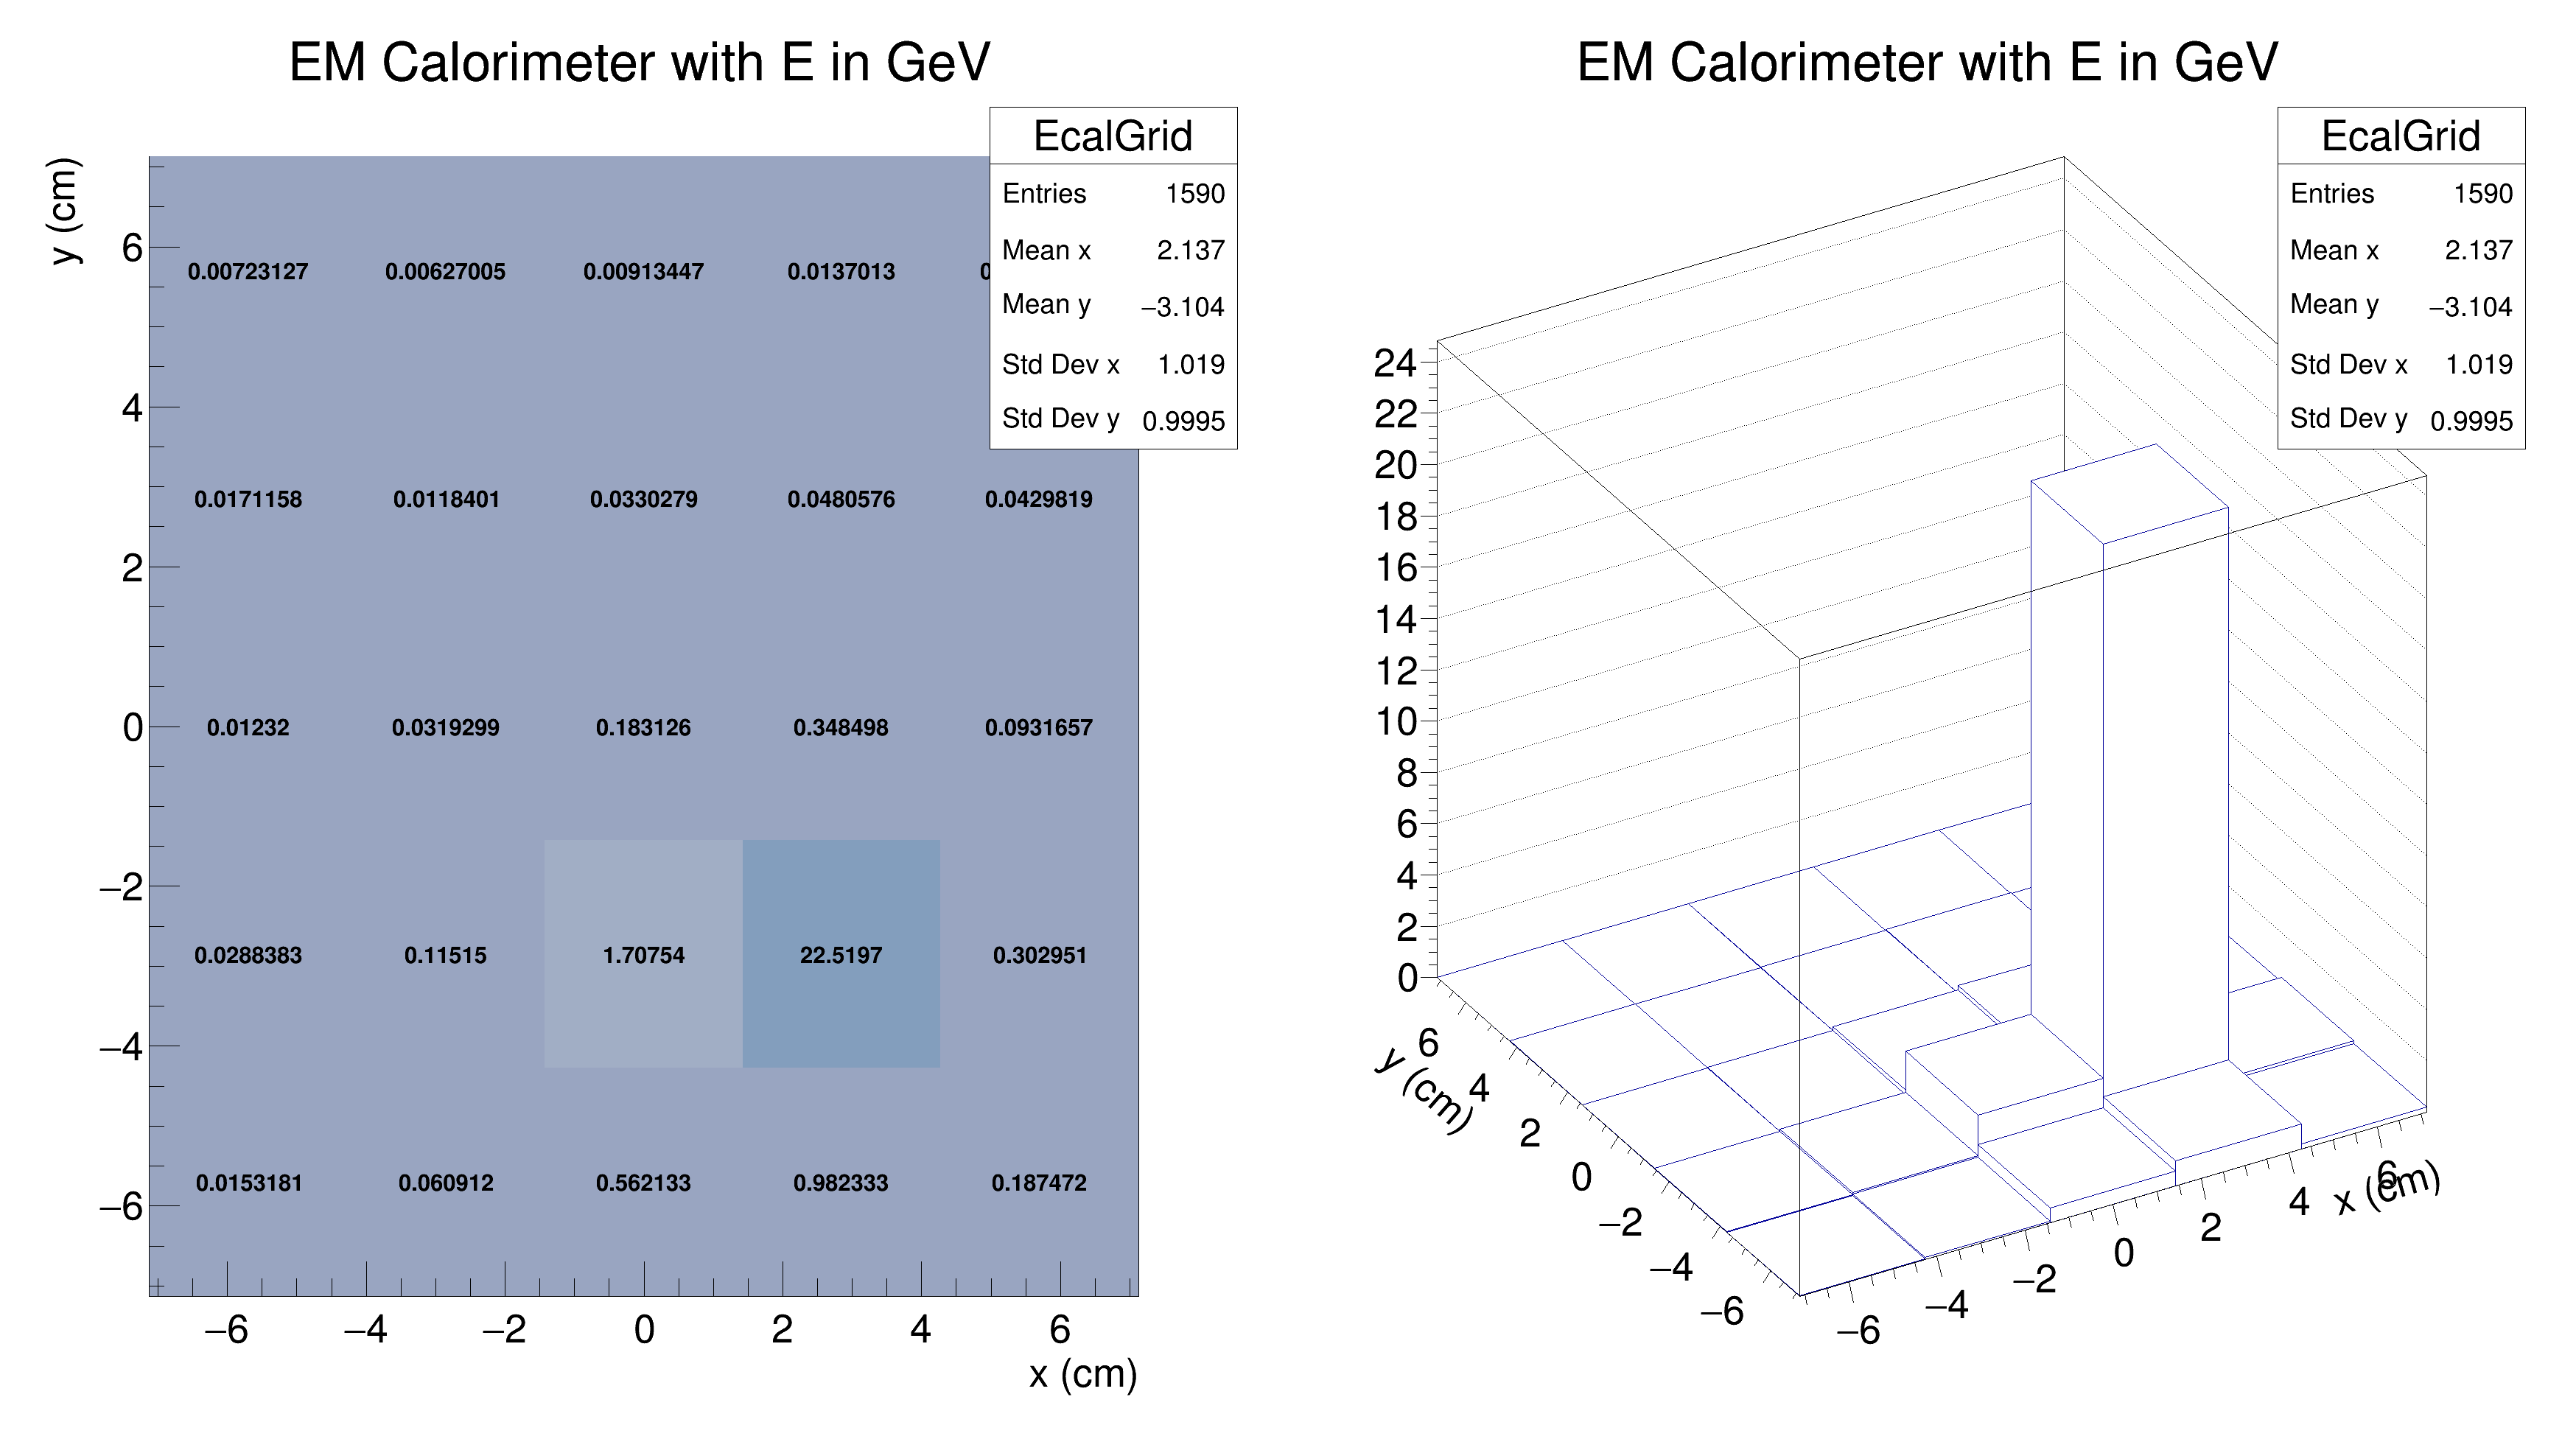 EM Calorimeter with E in GeV
EcalGrid
Entries 1590
Mean x 2.137
Mean y −3.104
Std Dev x 1.019
Std Dev y 0.9995
y (cm)
6
4
2
0
−2
−4
−6
0.00723127 0.00627005 0.00913447 0.0137013
0.0171158 0.0118401 0.0330279 0.0480576 0.0429819
0.01232 0.0319299 0.183126 0.348498 0.0931657
0.0288383 0.11515 1.70754 22.5197 0.302951
0.0153181 0.060912 0.562133 0.982333 0.187472
−6 −4 −2 0 2 4 6
x (cm)
EM Calorimeter with E in GeV
EcalGrid
Entries 1590
Mean x 2.137
Mean y −3.104
Std Dev x 1.019
Std Dev y 0.9995
24
22
20
18
16
14
12
10
8
6
4
2
0
6
4
2
0
−2
−4
−6
y (cm)
−6 −4 −2 0 2 4 6
x (cm)